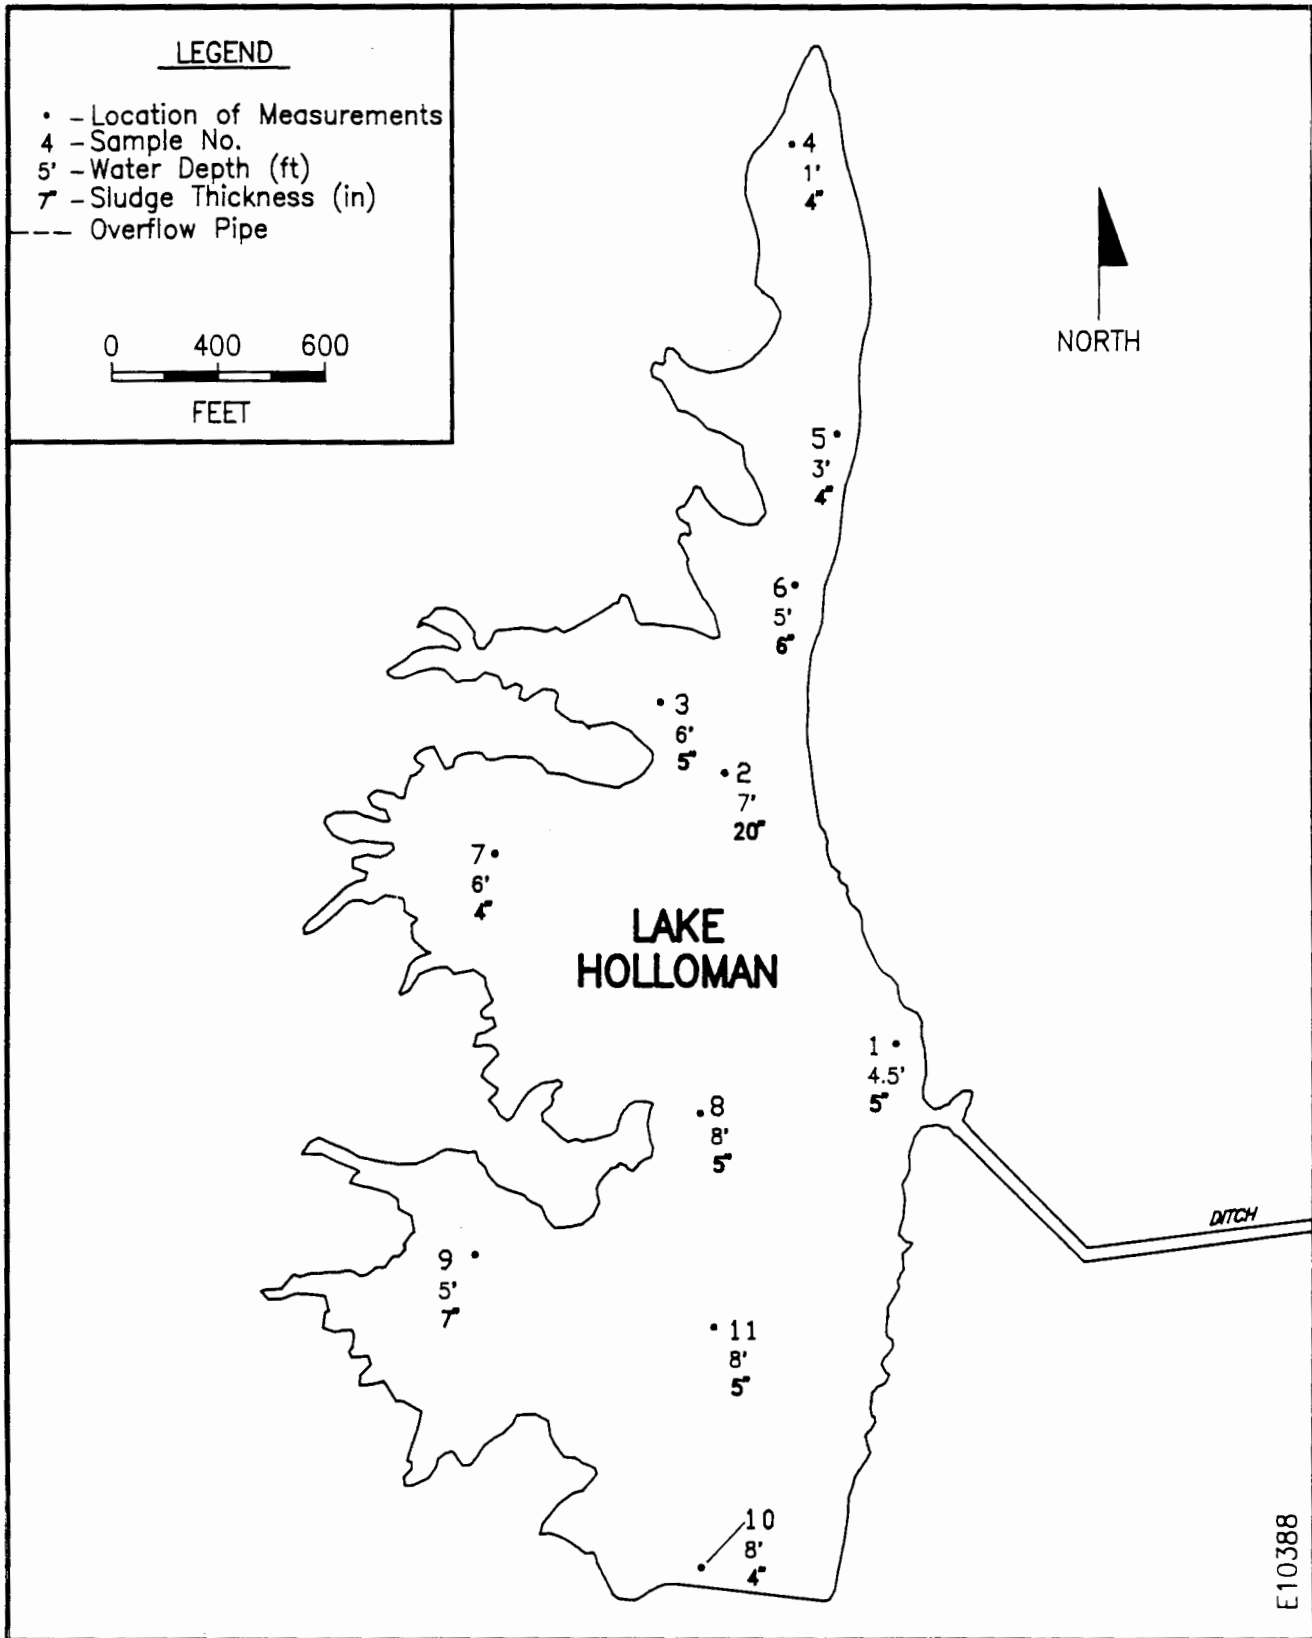 LEGEND
• - Location of Measurements
4 - Sample No.
5' - Water Depth (ft)
7" - Sludge Thickness (in)
--- Overflow Pipe
0 400 600
FEET
NORTH
4
1'
4"
5
3'
4"
6
5'
6"
3
6'
5"
2
7'
20"
7
6'
4"
LAKE
HOLLOMAN
1
4.5'
5"
8
8'
5"
DITCH
9
5'
7"
11
8'
5"
10
8'
4"
E10388